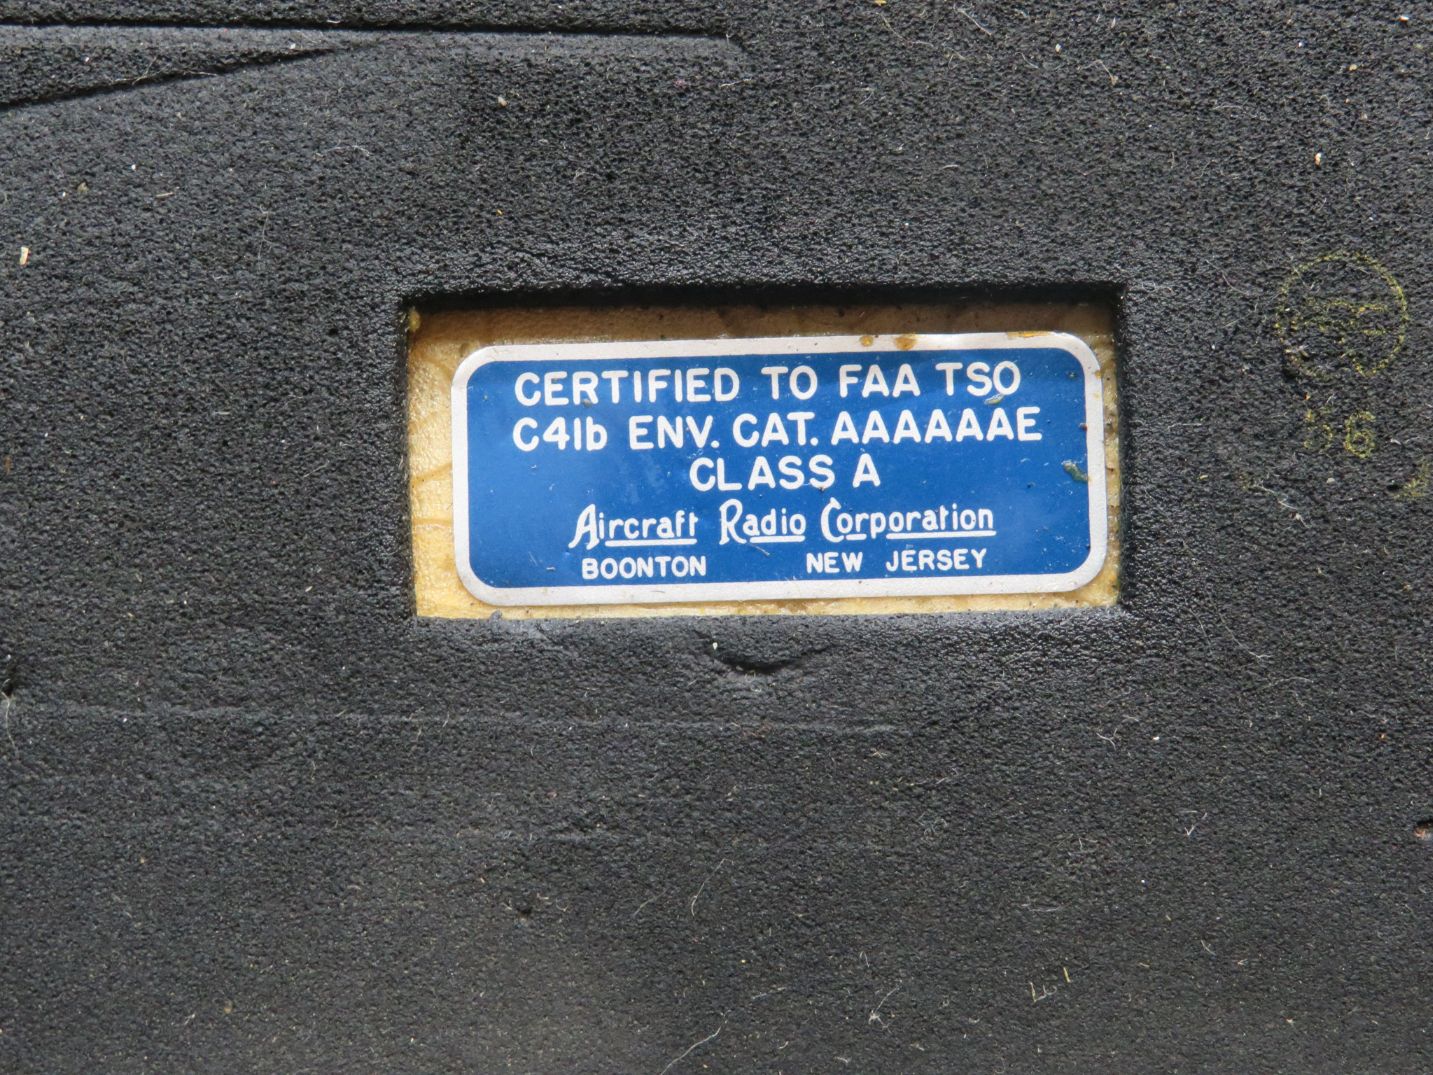 CERTIFIED TO FAA TSO
C41b ENV. CAT. AAAAAAE
CLASS A
Aircraft Radio Corporation
BOONTON NEW JERSEY